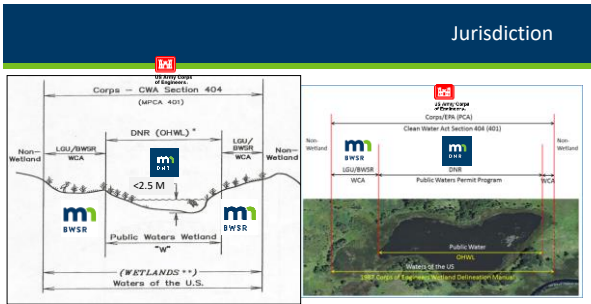 Jurisdiction
US Army Corps
of Engineers.
Corps – CWA Section 404
(MPCA 401)
Non-
Wetland
LGU/BWSR
WCA
DNR (OHWL) *
LGU/
BWSR
WCA
Non-
Wetland
DNR
<2.5 M
BWSR
BWSR
Public Waters Wetland
"W"
(WETLANDS **)
Waters of the U.S.
US Army Corps
of Engineers
Corps/EPA (PCA)
Clean Water Act Section 404 (401)
Non-
Wetland
BWSR
LGU/BWSR
WCA
DNR
DNR
Public Waters Permit Program
WCA
Non-
Wetland
Public Water
OHWL
Waters of the US
1987 Corps of Engineers Wetland Delineation Manual